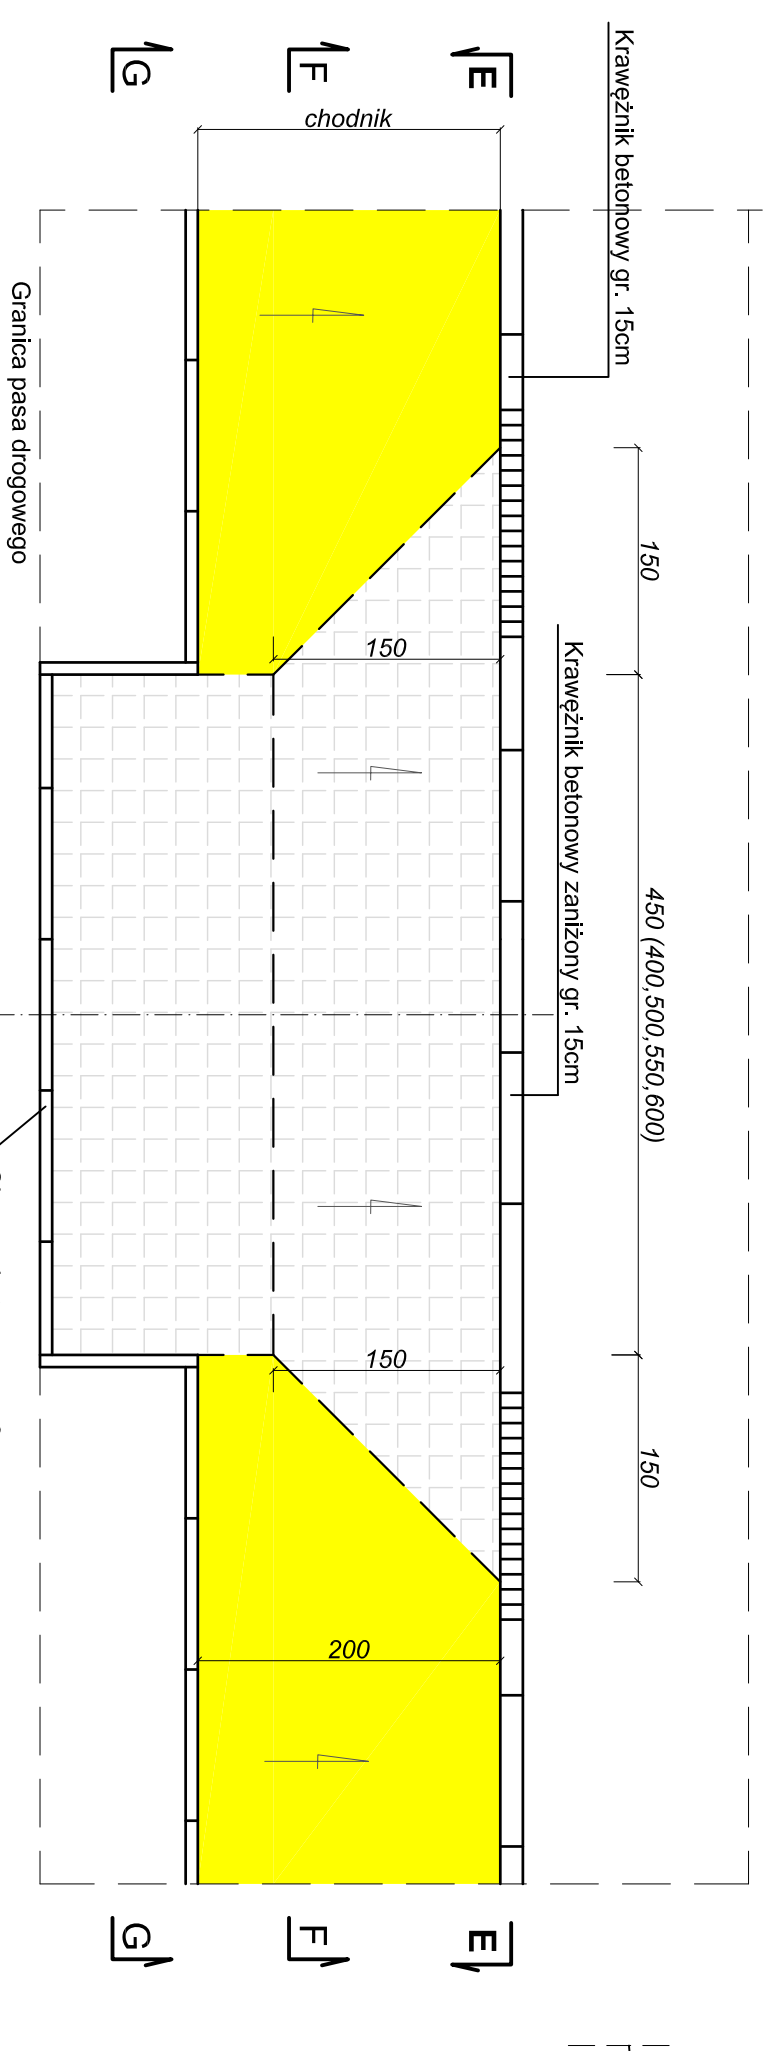 G
F
E
Krawężnik betonowy gr. 15cm
chodnik
Granica pasa drogowego
150
150
Krawężnik betonowy zaniżony gr. 15cm
450 (400,500,550,600)
150
150
200
G
F
E